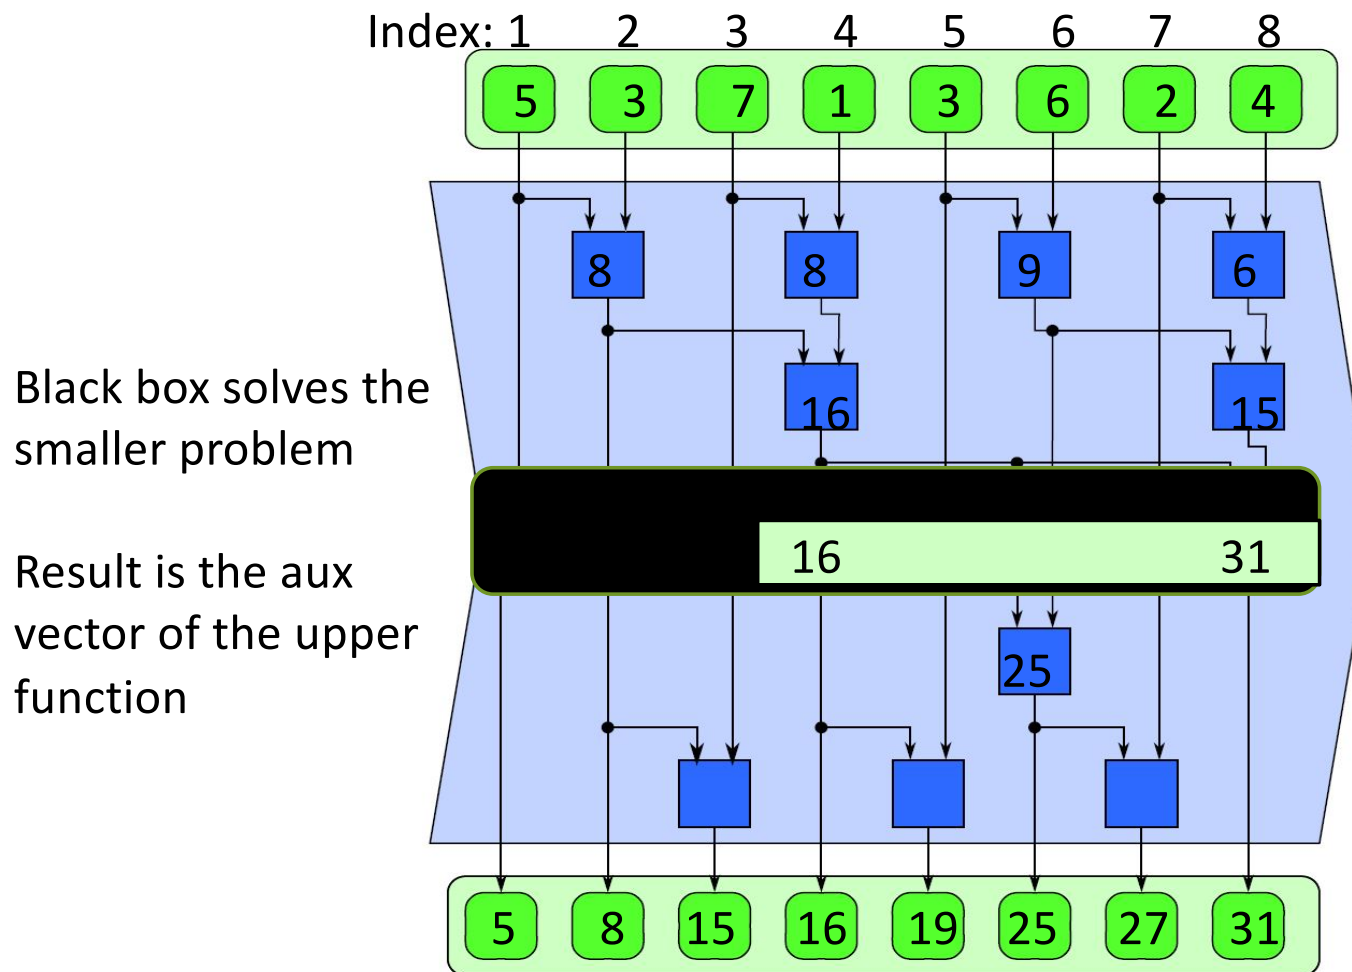 Index: 1 2 3 4 5 6 7 8
5 3 7 1 3 6 2 4
8 8 9 6
16 15
Black box solves the
smaller problem
16 31
Result is the aux
vector of the upper
function
25
5 8 15 16 19 25 27 31